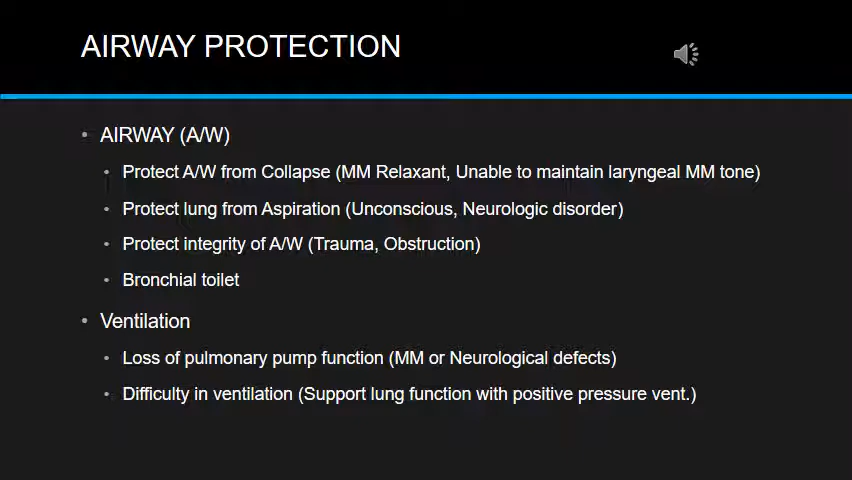 AIRWAY PROTECTION
• AIRWAY (A/W)
• Protect A/W from Collapse (MM Relaxant, Unable to maintain laryngeal MM tone)
• Protect lung from Aspiration (Unconscious, Neurologic disorder)
• Protect integrity of A/W (Trauma, Obstruction)
• Bronchial toilet
• Ventilation
• Loss of pulmonary pump function (MM or Neurological defects)
• Difficulty in ventilation (Support lung function with positive pressure vent.)